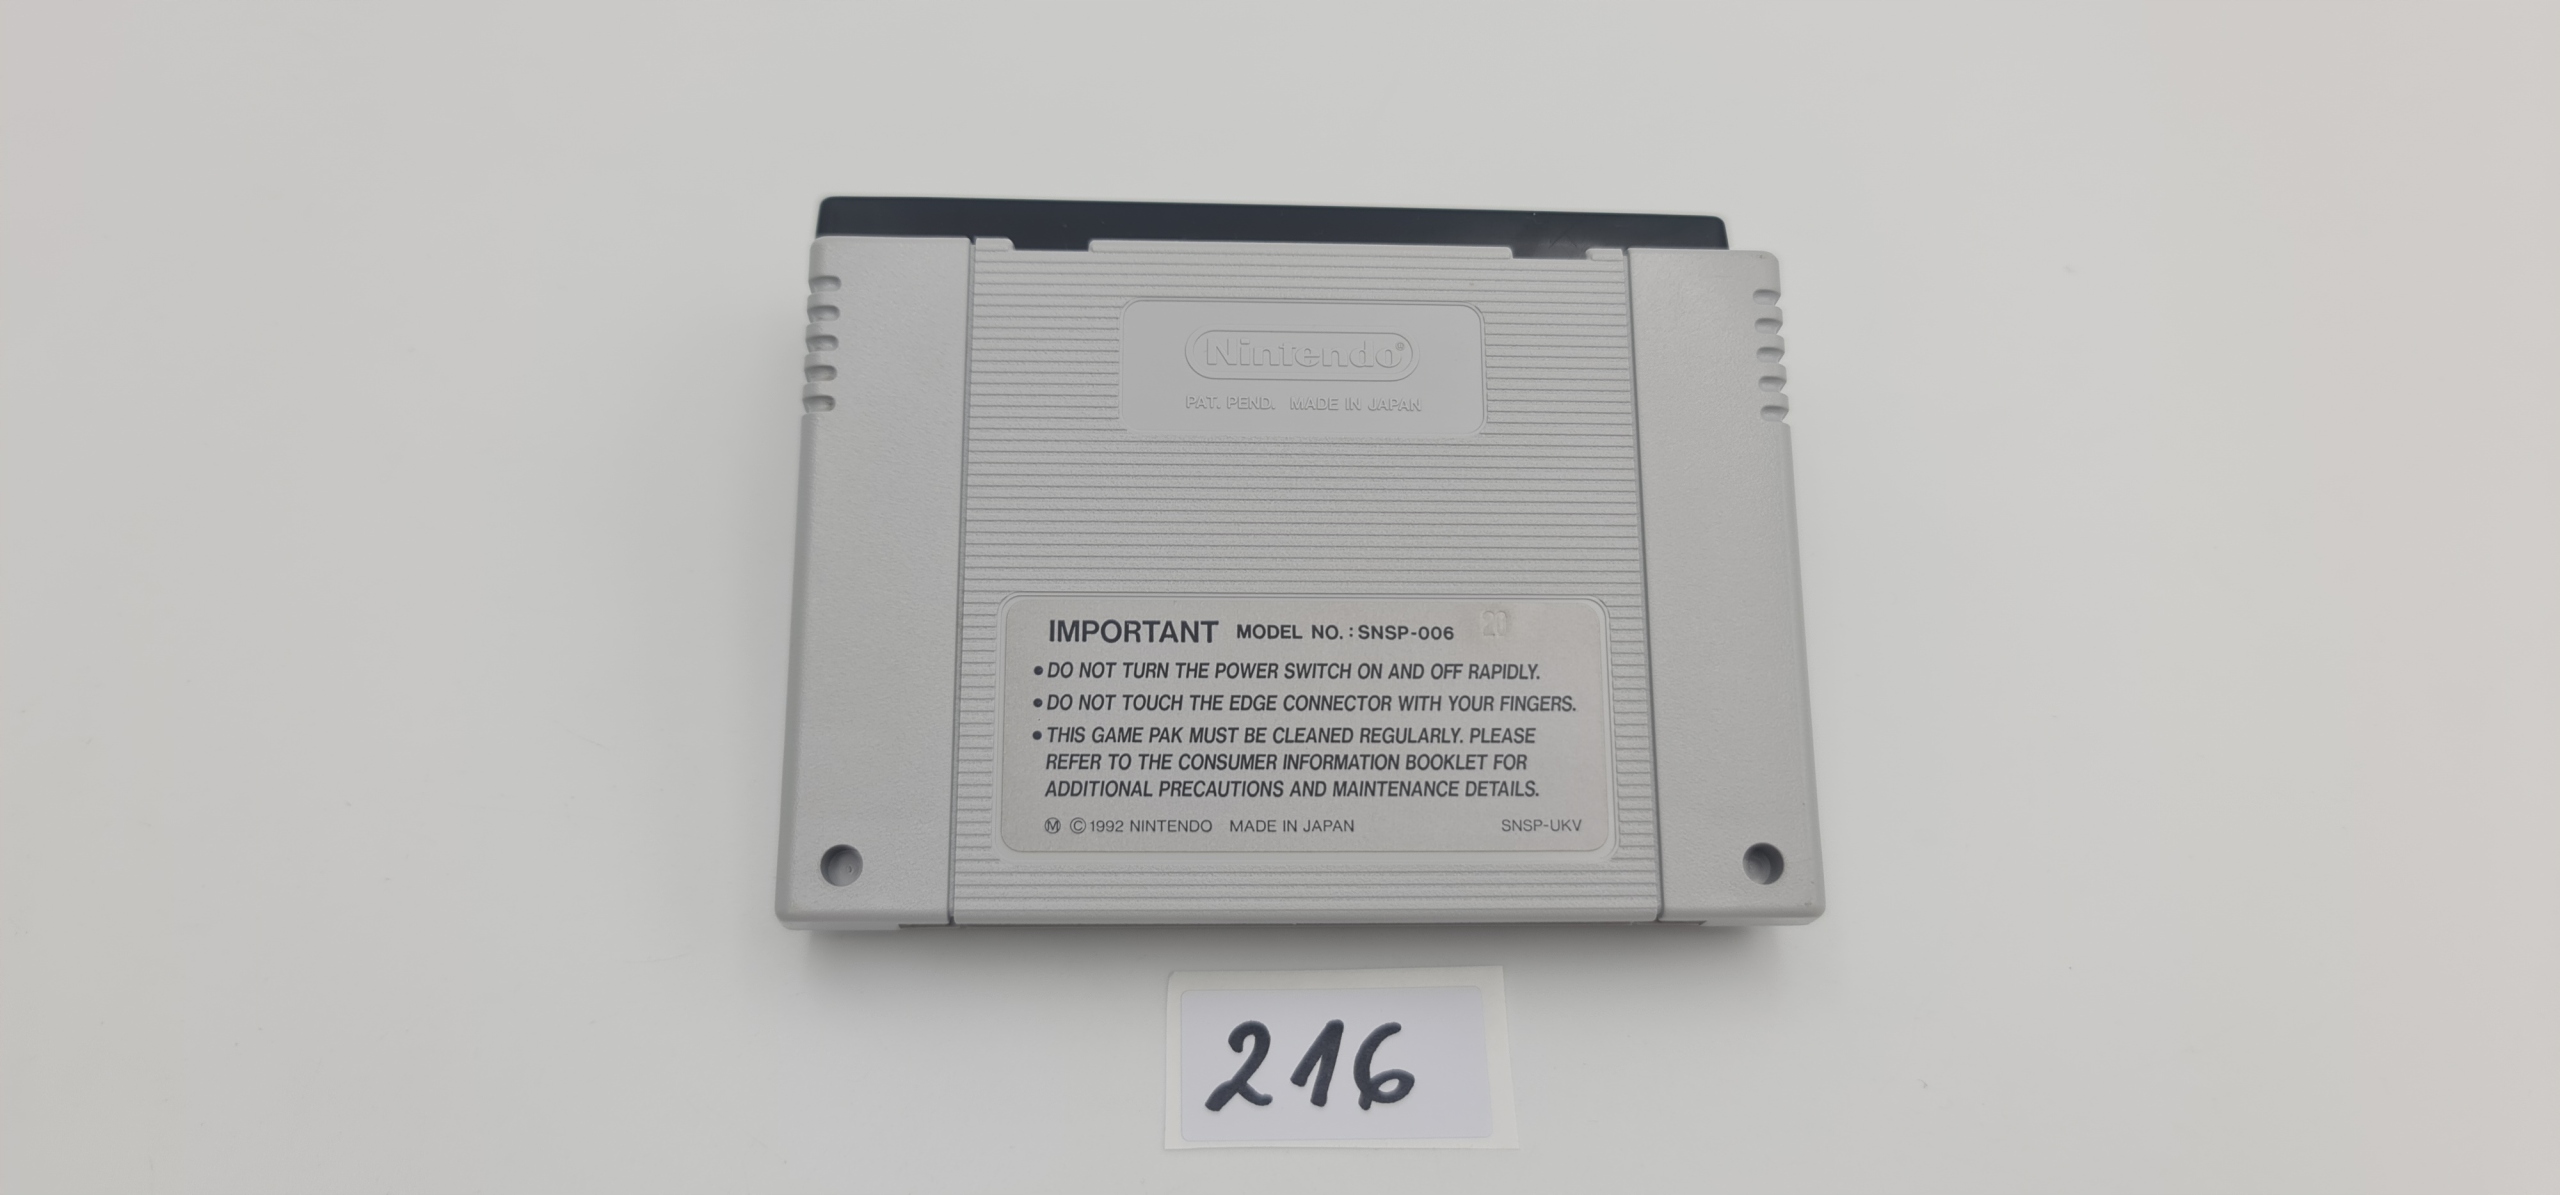 Nintendo®
PAT. PEND. MADE IN JAPAN
IMPORTANT MODEL NO. : SNSP-006 20
• DO NOT TURN THE POWER SWITCH ON AND OFF RAPIDLY.
• DO NOT TOUCH THE EDGE CONNECTOR WITH YOUR FINGERS.
• THIS GAME PAK MUST BE CLEANED REGULARLY. PLEASE
REFER TO THE CONSUMER INFORMATION BOOKLET FOR
ADDITIONAL PRECAUTIONS AND MAINTENANCE DETAILS.
Ⓜ ©1992 NINTENDO MADE IN JAPAN SNSP-UKV
216